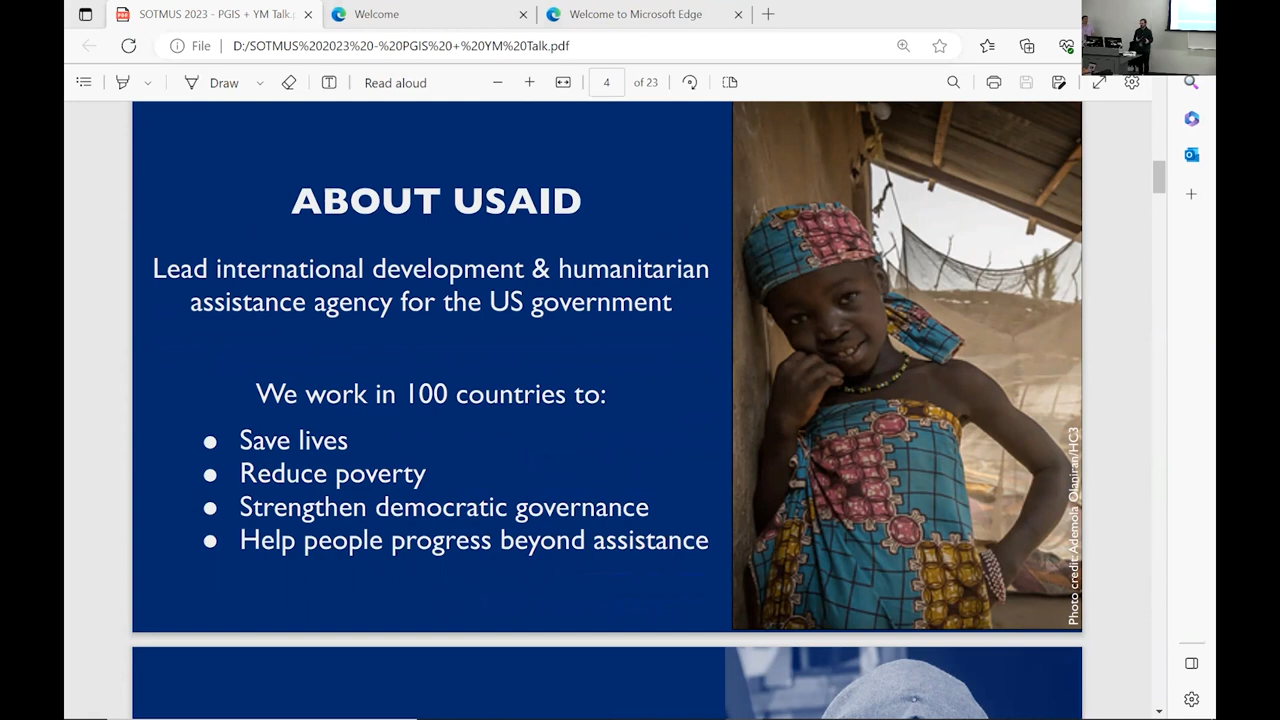 SOTMUS 2023 - PGIS + YM Talk.
Welcome
Welcome to Microsoft Edge
File
D:/SOTMUS%202023%20-%20PGIS%20+%20YM%20Talk.pdf
Draw
Read aloud
4
of 23
ABOUT USAID
Lead international development & humanitarian
assistance agency for the US government
We work in 100 countries to:
● Save lives
● Reduce poverty
● Strengthen democratic governance
● Help people progress beyond assistance
Photo credit: Ademola Olaniran/HC3